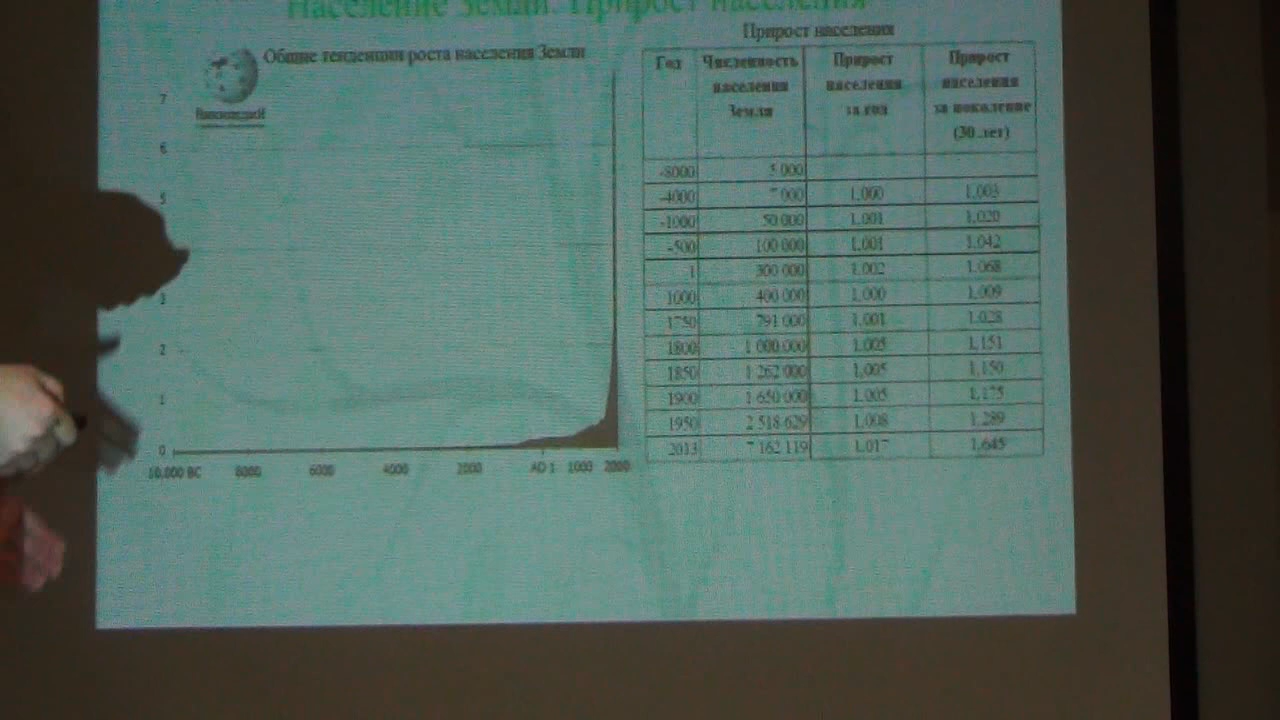 Население Земли. Прирост населения
Общие тенденции роста населения Земли
ВикипедиЯ
7
6
5
3
2
1
0
10,000 BC 8000 6000 4000 2000 AD 1 1000 2000
Прирост населения
Год Численность населения Земли Прирост населения за год Прирост населения за поколение (30 лет)
-8000 5 000
-4000 7 000 1,000 1,003
-1000 50 000 1,001 1,020
-500 100 000 1,001 1,042
1 300 000 1,002 1,068
1000 400 000 1,000 1,009
1750 791 000 1,001 1,028
1800 1 000 000 1,005 1,151
1850 1 262 000 1,005 1,150
1900 1 650 000 1,005 1,175
1950 2 518 629 1,008 1,289
2013 7 162 119 1,017 1,645